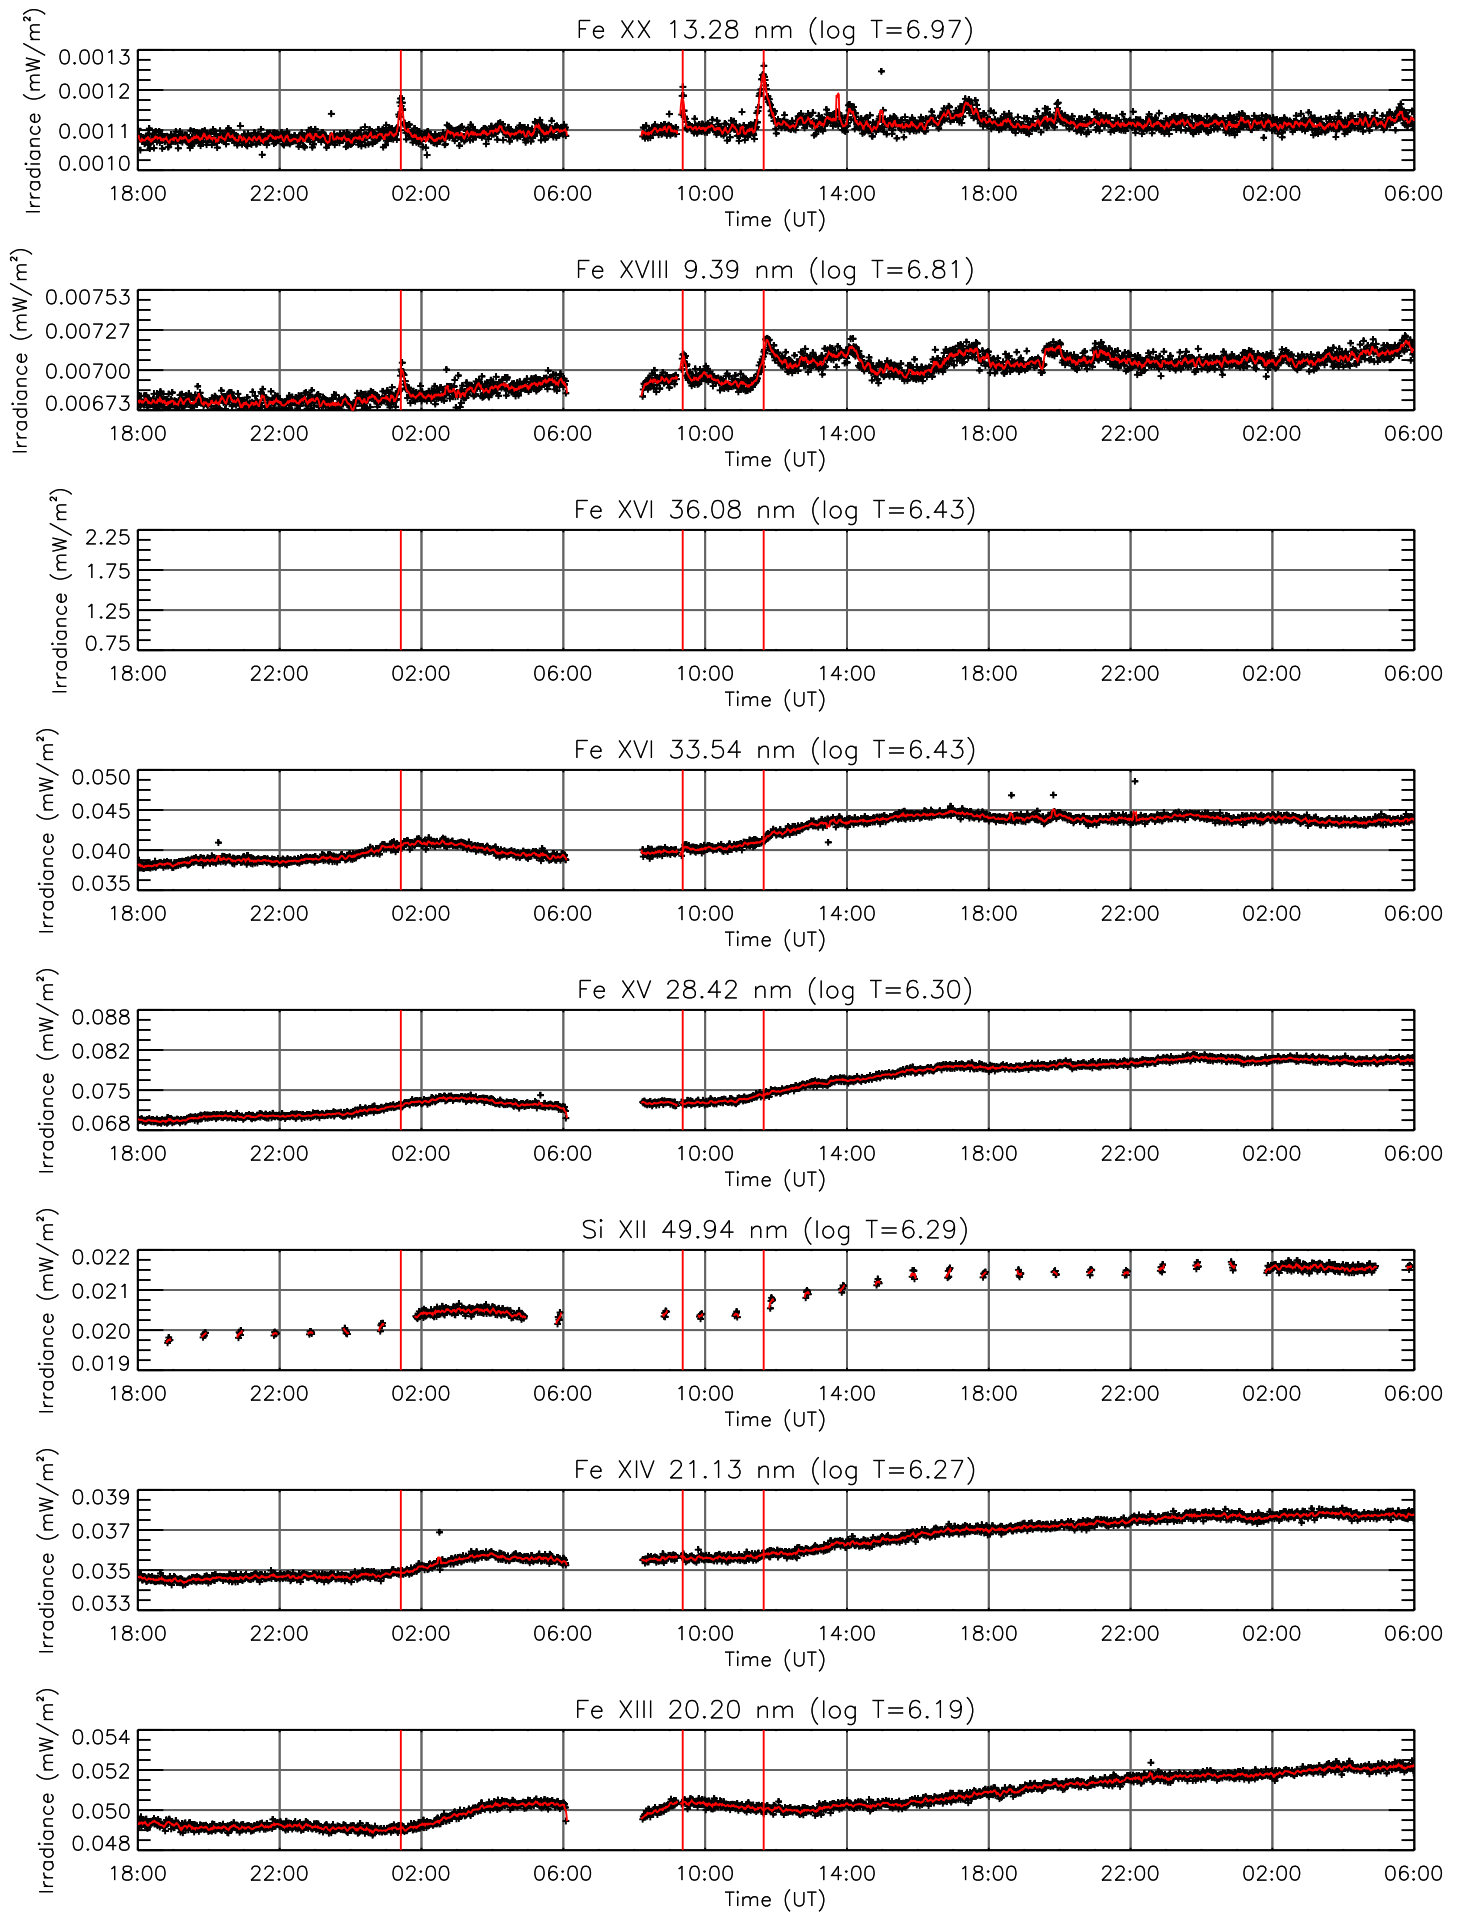 Fe XX 13.28 nm (log T=6.97)
Irradiance (mW/m²)
0.0013
0.0012
0.0011
0.0010
18:00 22:00 02:00 06:00 10:00 14:00 18:00 22:00 02:00 06:00
Time (UT)
Fe XVIII 9.39 nm (log T=6.81)
Irradiance (mW/m²)
0.00753
0.00727
0.00700
0.00673
18:00 22:00 02:00 06:00 10:00 14:00 18:00 22:00 02:00 06:00
Time (UT)
Fe XVI 36.08 nm (log T=6.43)
Irradiance (mW/m²)
2.25
1.75
1.25
0.75
18:00 22:00 02:00 06:00 10:00 14:00 18:00 22:00 02:00 06:00
Time (UT)
Fe XVI 33.54 nm (log T=6.43)
Irradiance (mW/m²)
0.050
0.045
0.040
0.035
18:00 22:00 02:00 06:00 10:00 14:00 18:00 22:00 02:00 06:00
Time (UT)
Fe XV 28.42 nm (log T=6.30)
Irradiance (mW/m²)
0.088
0.082
0.075
0.068
18:00 22:00 02:00 06:00 10:00 14:00 18:00 22:00 02:00 06:00
Time (UT)
Si XII 49.94 nm (log T=6.29)
Irradiance (mW/m²)
0.022
0.021
0.020
0.019
18:00 22:00 02:00 06:00 10:00 14:00 18:00 22:00 02:00 06:00
Time (UT)
Fe XIV 21.13 nm (log T=6.27)
Irradiance (mW/m²)
0.039
0.037
0.035
0.033
18:00 22:00 02:00 06:00 10:00 14:00 18:00 22:00 02:00 06:00
Time (UT)
Fe XIII 20.20 nm (log T=6.19)
Irradiance (mW/m²)
0.054
0.052
0.050
0.048
18:00 22:00 02:00 06:00 10:00 14:00 18:00 22:00 02:00 06:00
Time (UT)